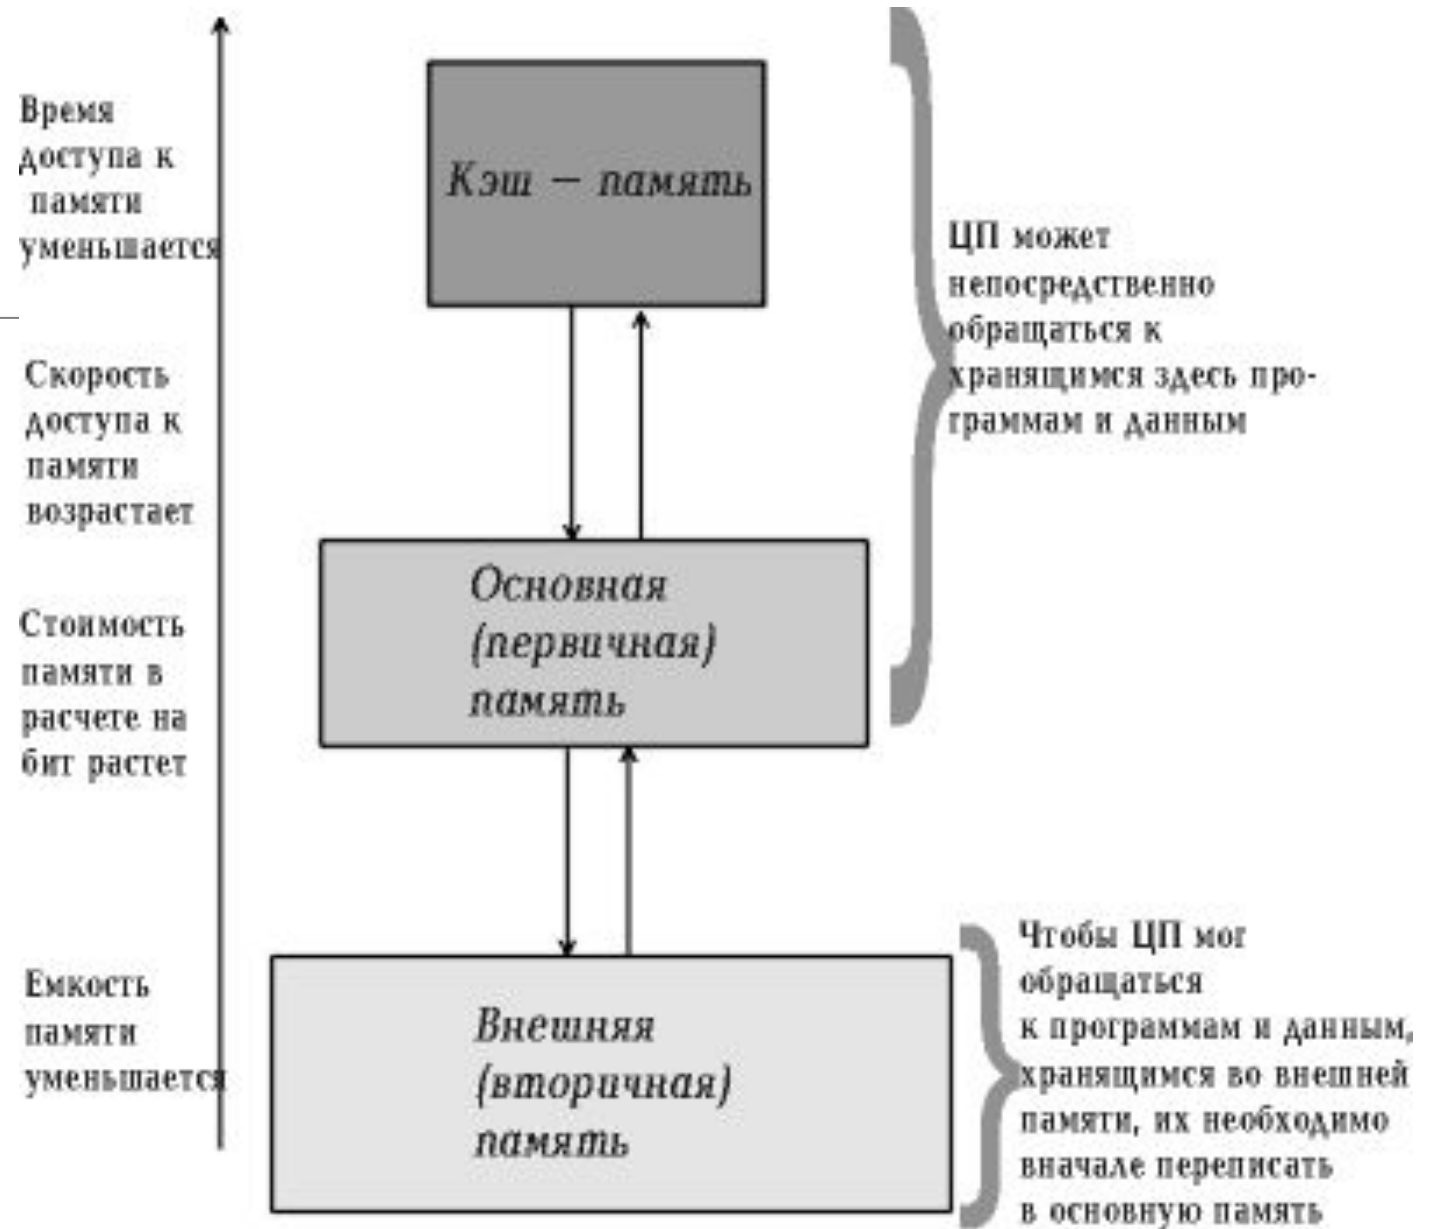 Время
доступа к
памяти
уменьшается
Скорость
доступа к
памяти
возрастает
Стоимость
памяти в
расчете на
бит растет
Емкость
памяти
уменьшается
Кэш – память
Основная
(первичная)
память
Внешняя
(вторичная)
память
ЦП может
непосредственно
обращаться к
хранящимся здесь про-
граммам и данным
Чтобы ЦП мог
обращаться
к программам и данным,
хранящимся во внешней
памяти, их необходимо
вначале переписать
в основную память